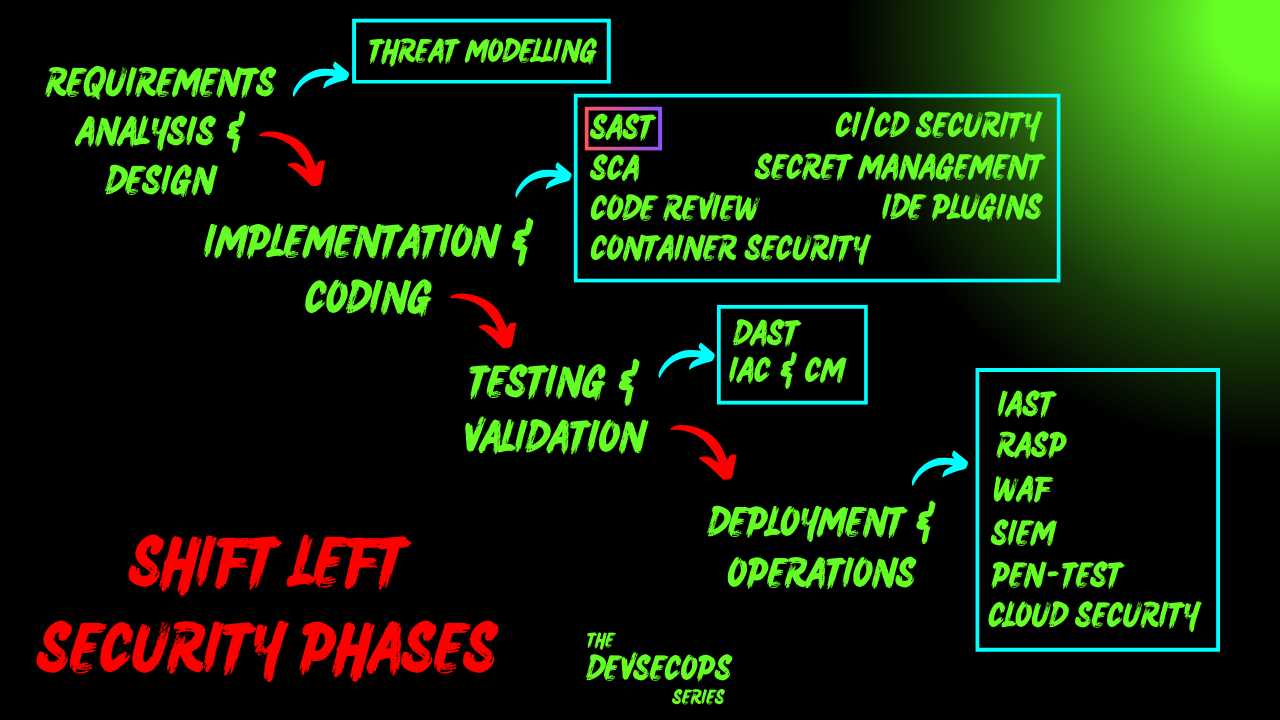 THREAT MODELLING
REQUIREMENTS
ANALYSIS &
DESIGN
SAST
SCA
CODE REVIEW
CONTAINER SECURITY
CI/CD SECURITY
SECRET MANAGEMENT
IDE PLUGINS
IMPLEMENTATION &
CODING
DAST
IAC & CM
TESTING &
VALIDATION
IAST
RASP
WAF
SIEM
PEN-TEST
CLOUD SECURITY
DEPLOYMENT &
OPERATIONS
SHIFT LEFT
SECURITY PHASES
THE
DEVSECOPS
SERIES